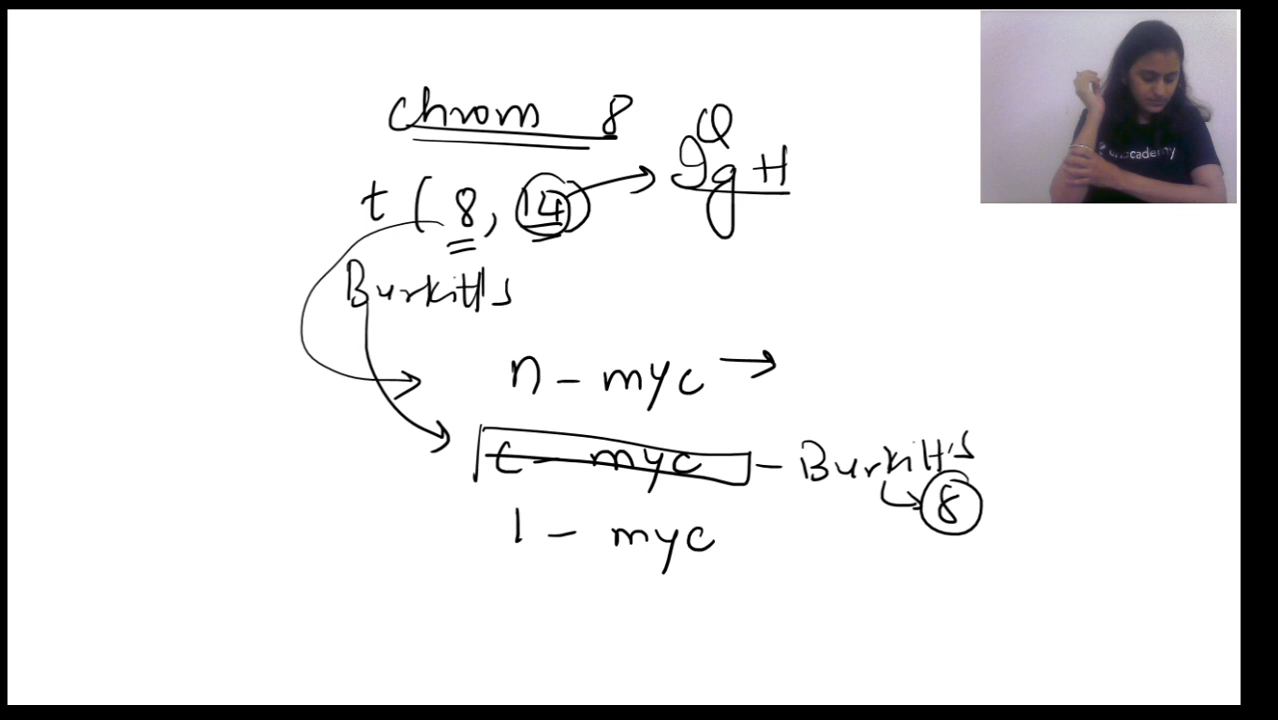 Chrom 8
t ( 8, 14 ) → IgH
Burkitt's
n - myc →
c - myc - Burkitt's
8
l - myc